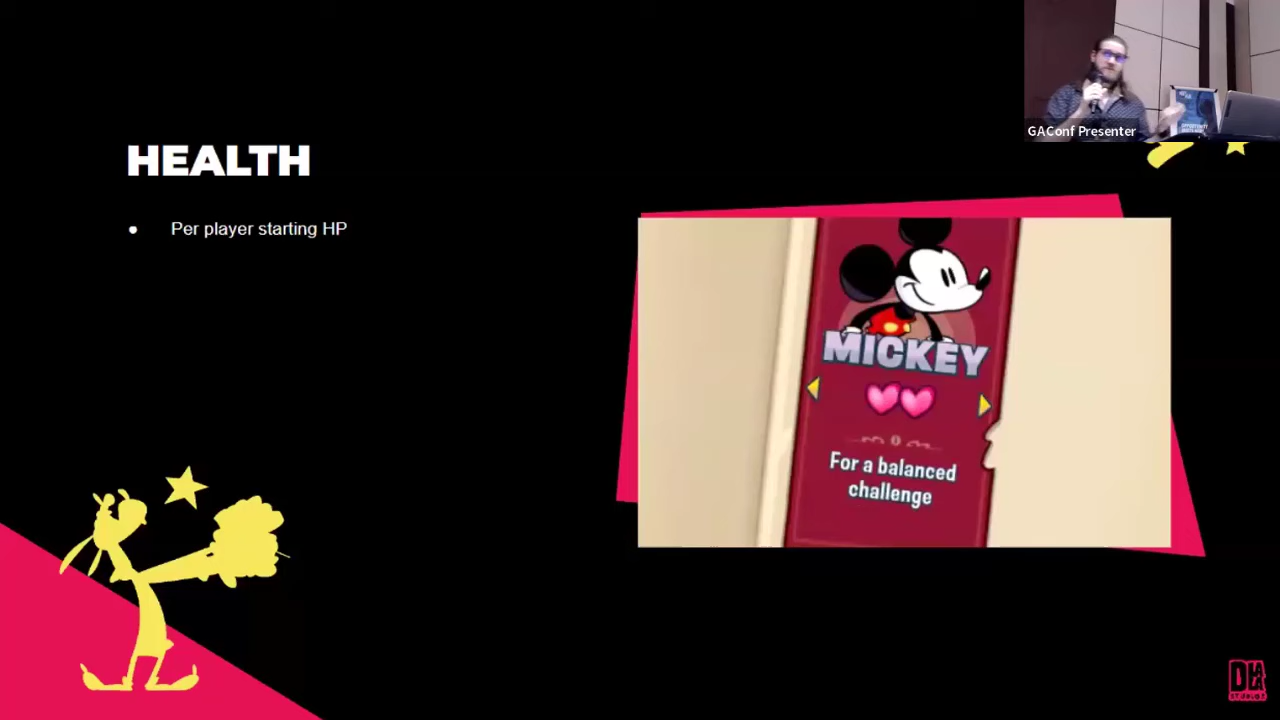 GAConf Presenter
HEALTH
● Per player starting HP
MICKEY
For a balanced
challenge